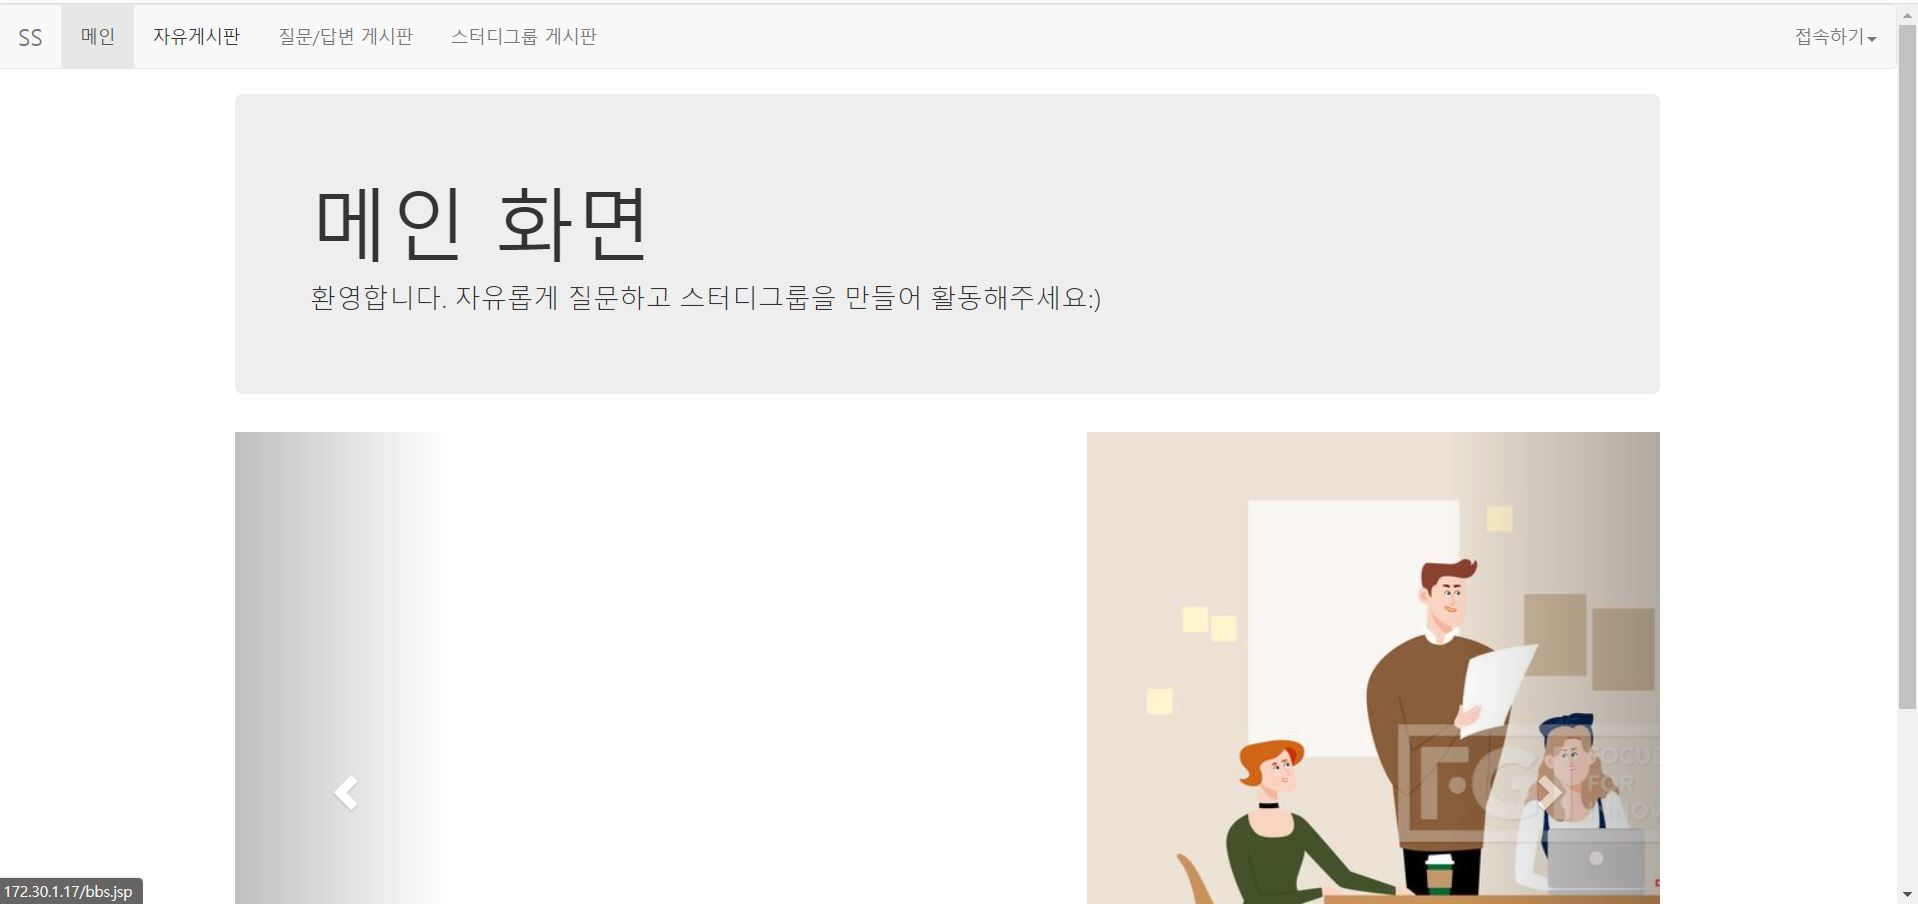 SS 메인 자유게시판 질문/답변 게시판 스터디그룹 게시판 접속하기
메인 화면
환영합니다. 자유롭게 질문하고 스터디그룹을 만들어 활동해주세요:)
FOCUS
FOR
172.30.1.17/bbs.jsp